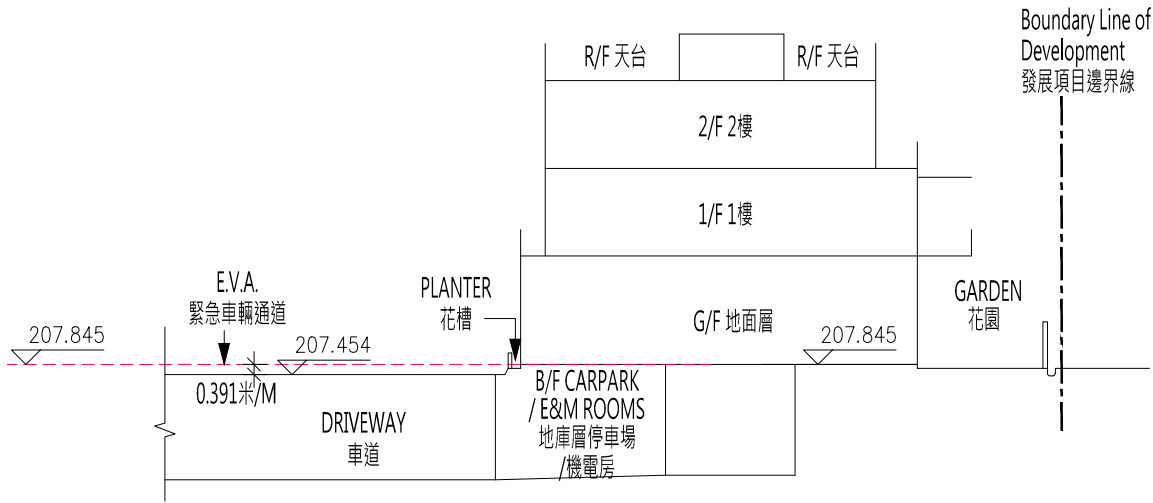 Boundary Line of
Development
發展項目邊界線
R/F 天台
R/F 天台
2/F 2樓
1/F 1樓
E.V.A.
緊急車輛通道
PLANTER
花槽
GARDEN
花園
G/F 地面層
207.845
207.454
207.845
0.391米/M
B/F CARPARK
/ E&M ROOMS
地庫層停車場
/機電房
DRIVEWAY
車道